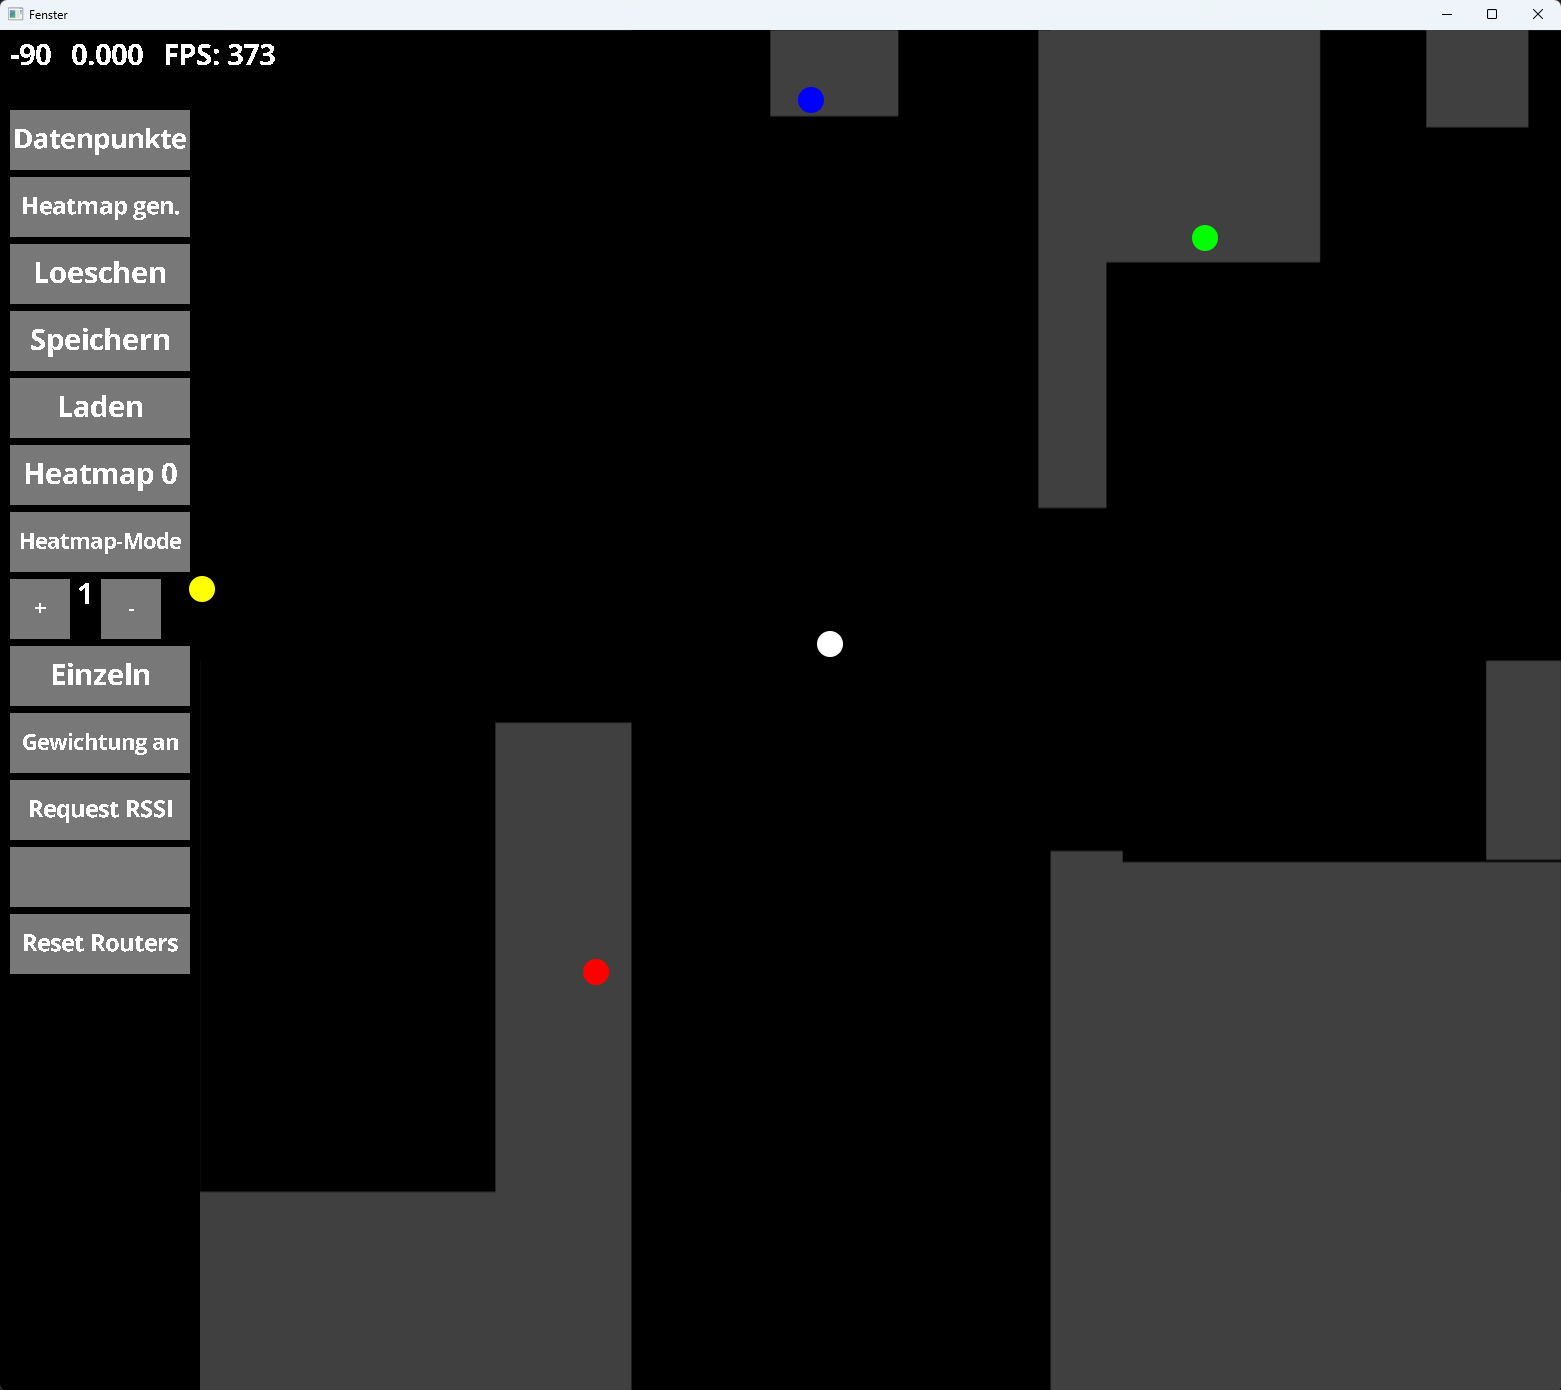 Fenster
-90 0.000 FPS: 373
Datenpunkte
Heatmap gen.
Loeschen
Speichern
Laden
Heatmap 0
Heatmap-Mode
+ 1 -
Einzeln
Gewichtung an
Request RSSI
Reset Routers